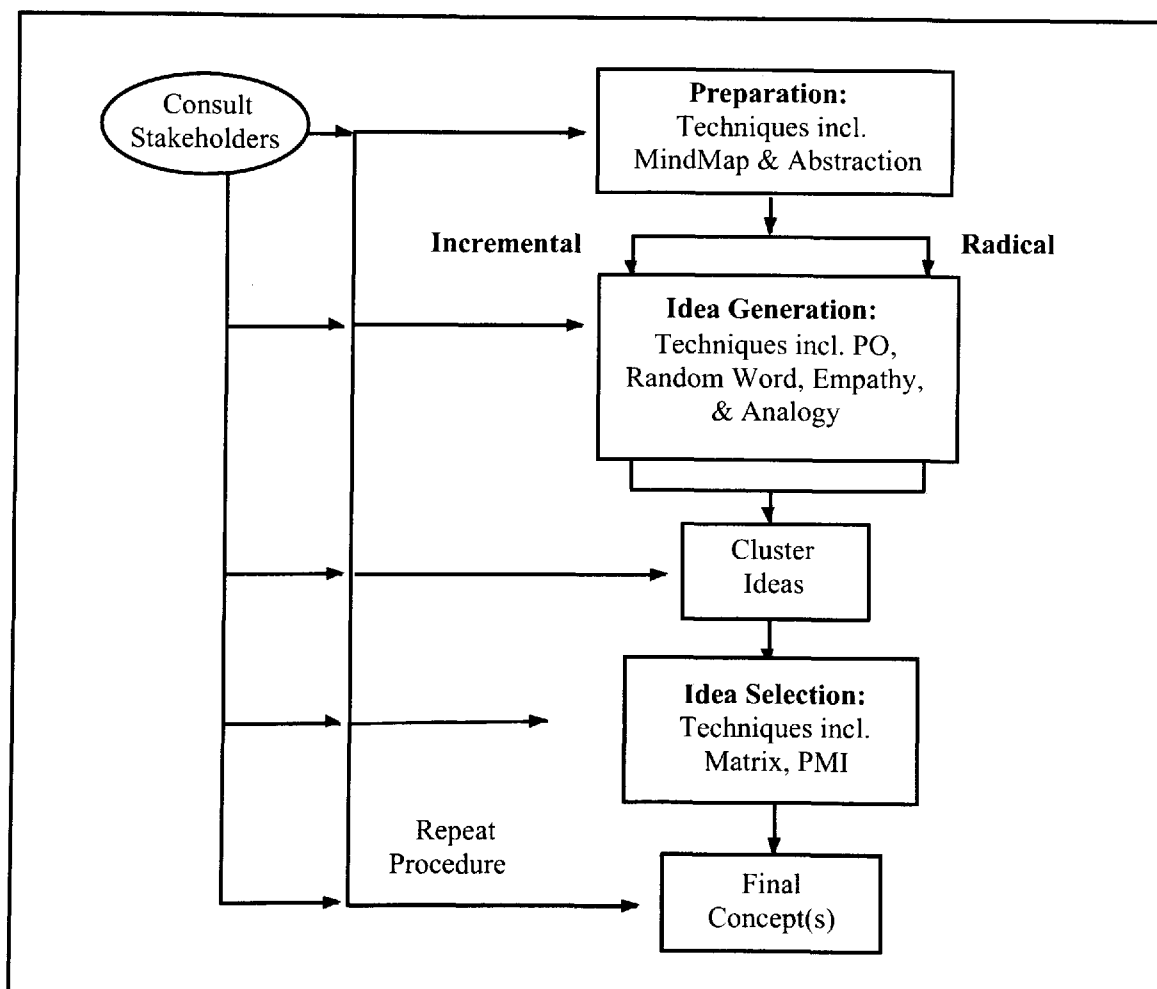 Consult
Stakeholders
Preparation:
Techniques incl.
MindMap & Abstraction
Incremental
Radical
Idea Generation:
Techniques incl. PO,
Random Word, Empathy,
& Analogy
Cluster
Ideas
Idea Selection:
Techniques incl.
Matrix, PMI
Repeat
Procedure
Final
Concept(s)